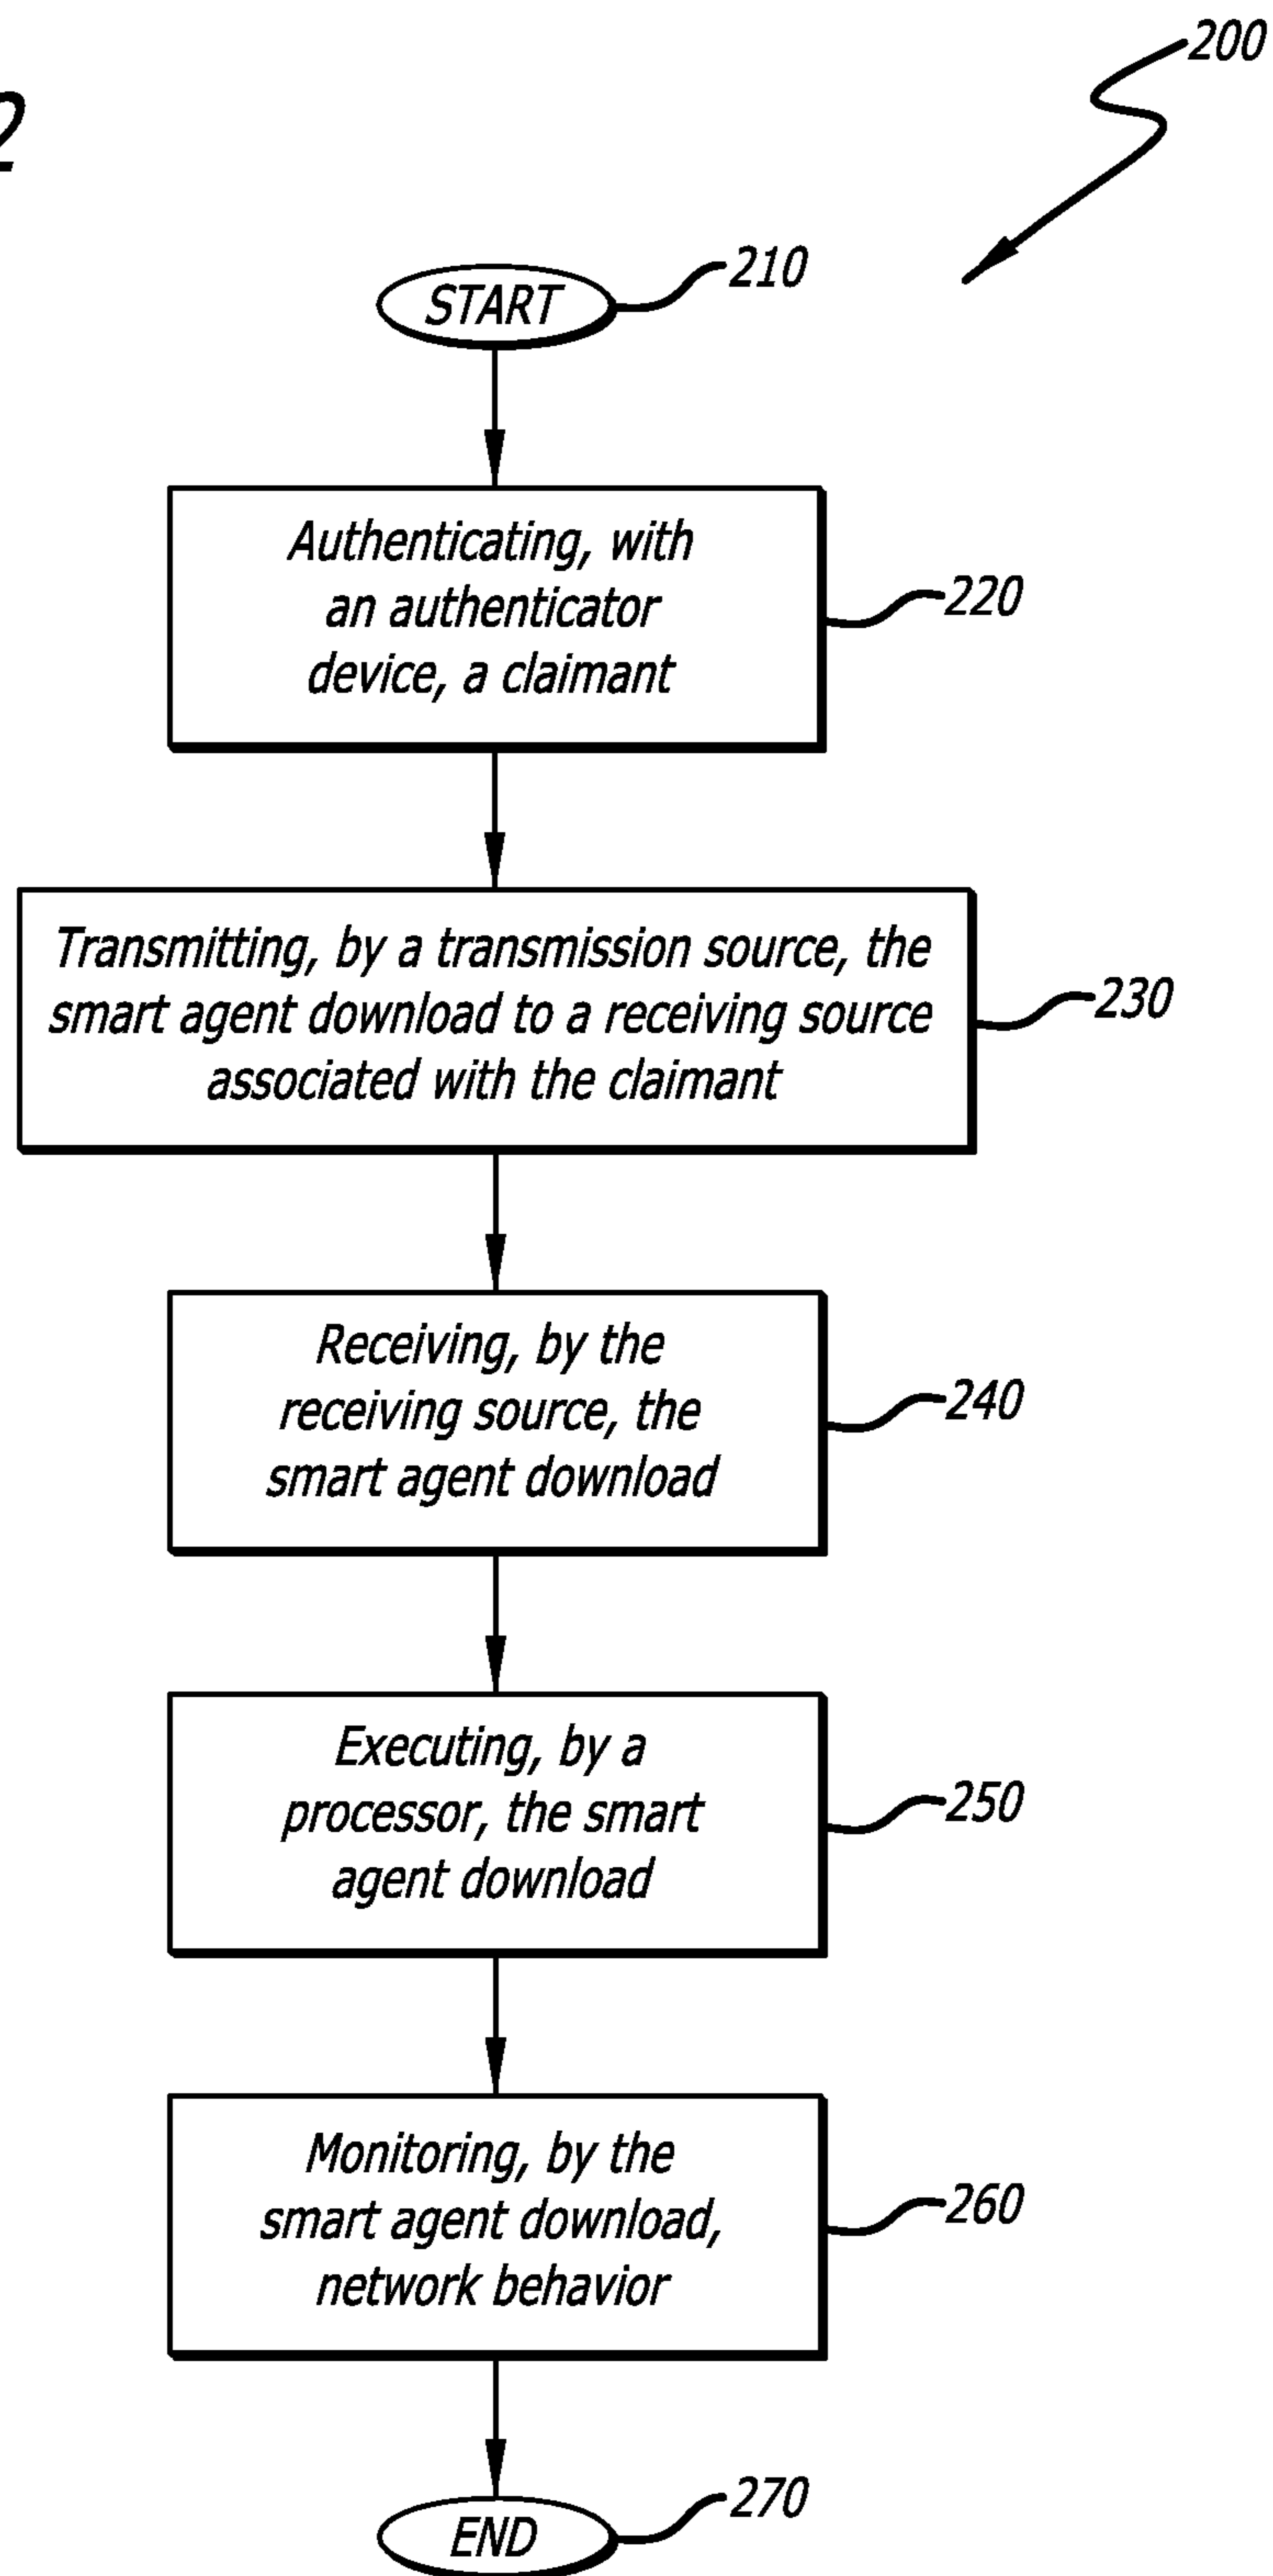 200
2
START
210
Authenticating, with
an authenticator
device, a claimant
220
Transmitting, by a transmission source, the
smart agent download to a receiving source
associated with the claimant
230
Receiving, by the
receiving source, the
smart agent download
240
Executing, by a
processor, the smart
agent download
250
Monitoring, by the
smart agent download,
network behavior
260
END
270